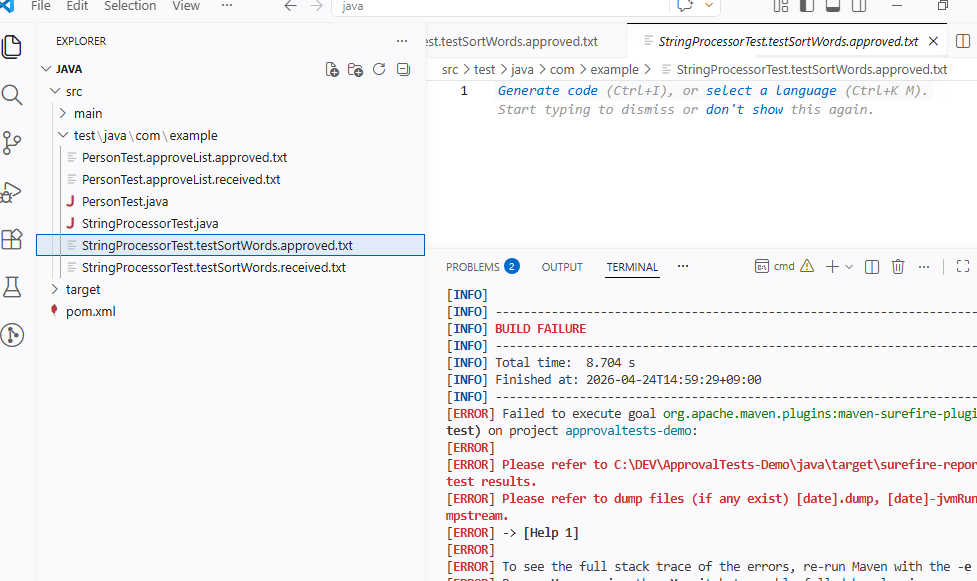 File Edit Selection View ··· java
EXPLORER ···
JAVA
src
main
test\java\com\example
PersonTest.approveList.approved.txt
PersonTest.approveList.received.txt
J PersonTest.java
J StringProcessorTest.java
StringProcessorTest.testSortWords.approved.txt
StringProcessorTest.testSortWords.received.txt
target
pom.xml
est.testSortWords.approved.txt StringProcessorTest.testSortWords.approved.txt
src > test > java > com > example > StringProcessorTest.testSortWords.approved.txt
1 Generate code (Ctrl+I), or select a language (Ctrl+K M).
Start typing to dismiss or don't show this again.
PROBLEMS 2 OUTPUT TERMINAL ··· cmd ···
[INFO]
[INFO] ------------------------------------------------------------------------
[INFO] BUILD FAILURE
[INFO] ------------------------------------------------------------------------
[INFO] Total time:  8.704 s
[INFO] Finished at: 2026-04-24T14:59:29+09:00
[INFO] ------------------------------------------------------------------------
[ERROR] Failed to execute goal org.apache.maven.plugins:maven-surefire-plugi
test) on project approvaltests-demo:
[ERROR]
[ERROR] Please refer to C:\DEV\ApprovalTests-Demo\java\target\surefire-repor
test results.
[ERROR] Please refer to dump files (if any exist) [date].dump, [date]-jvmRun
mpstream.
[ERROR] -> [Help 1]
[ERROR]
[ERROR] To see the full stack trace of the errors, re-run Maven with the -e